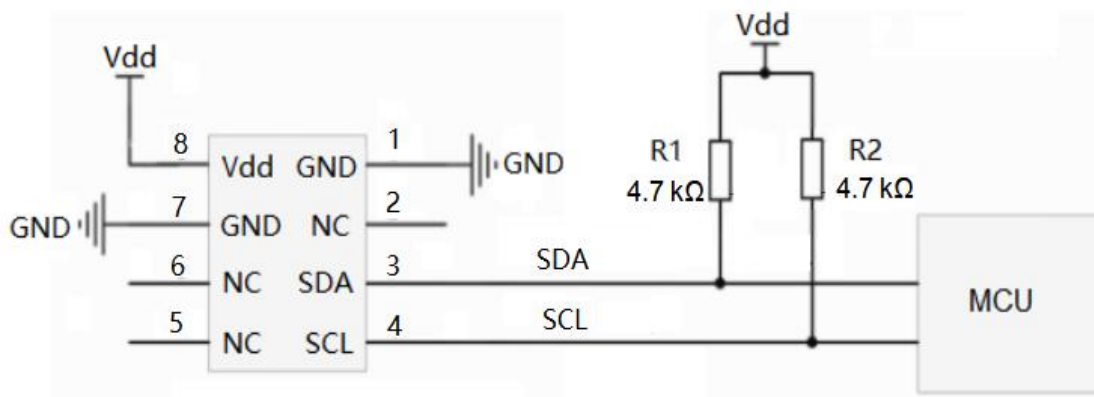 Vdd
Vdd
8
1
Vdd
GND
GND
R1
4.7 kΩ
R2
4.7 kΩ
GND
7
GND
NC
2
6
NC
SDA
3
SDA
MCU
5
NC
SCL
4
SCL